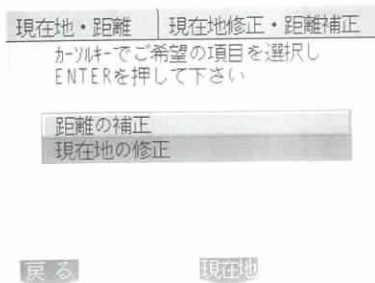 現在地・距離 現在地修正・距離補正
カーソルキーでご希望の項目を選択し
ENTERを押して下さい
距離の補正
現在地の修正
戻る 現在地